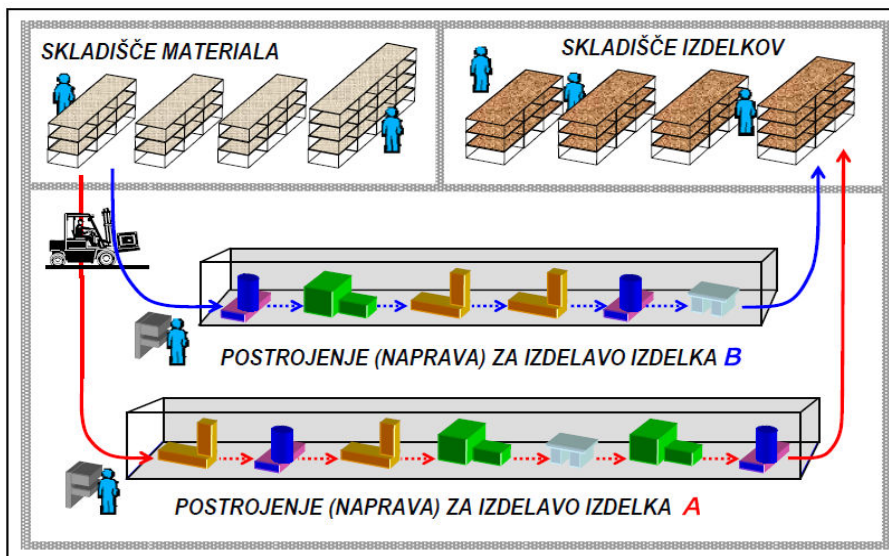 SKLADIŠČE MATERIALA
SKLADIŠČE IZDELKOV
POSTROJENJE (NAPRAVA) ZA IZDELAVO IZDELKA B
POSTROJENJE (NAPRAVA) ZA IZDELAVO IZDELKA A